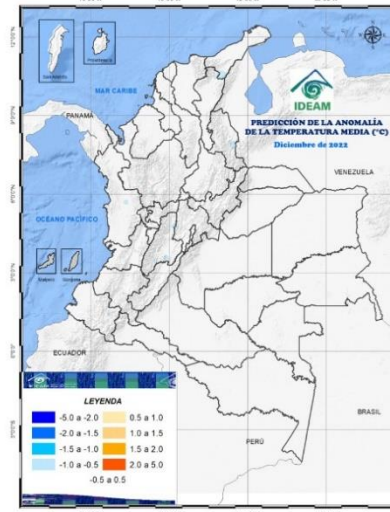 IDEAM
PREDICCIÓN DE LA ANOMALÍA
DE LA TEMPERATURA MEDIA (°C)
Diciembre de 2022
MAR CARIBE
PANAMÁ
VENEZUELA
OCÉANO PACÍFICO
ECUADOR
BRASIL
PERÚ
LEYENDA
-5.0 a -2.0
0.5 a 1.0
-2.0 a -1.5
1.0 a 1.5
-1.5 a -1.0
1.5 a 2.0
-1.0 a -0.5
2.0 a 5.0
-0.5 a 0.5